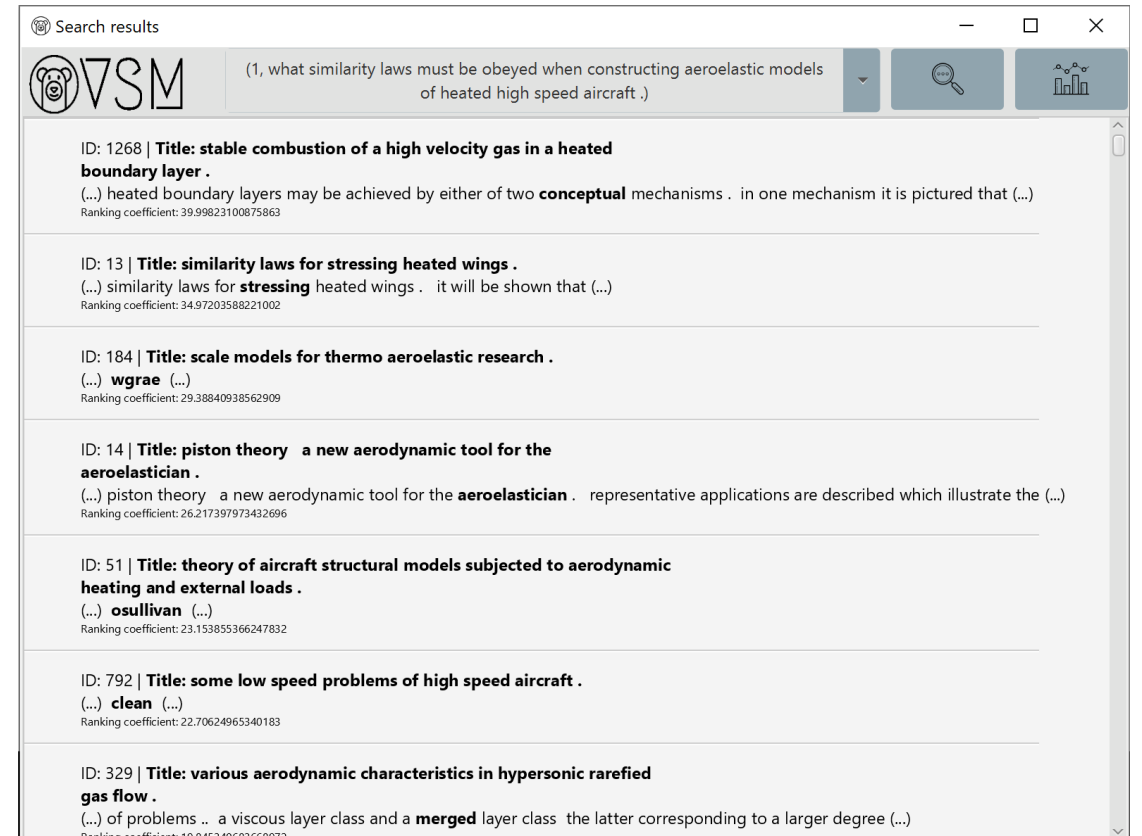 Search results
VSM
(1, what similarity laws must be obeyed when constructing aeroelastic models
of heated high speed aircraft .)
ID: 1268 | Title: stable combustion of a high velocity gas in a heated
boundary layer .
(...) heated boundary layers may be achieved by either of two conceptual mechanisms . in one mechanism it is pictured that (...)
Ranking coefficient: 39.99823100875863
ID: 13 | Title: similarity laws for stressing heated wings .
(...) similarity laws for stressing heated wings . it will be shown that (...)
Ranking coefficient: 34.97203588221002
ID: 184 | Title: scale models for thermo aeroelastic research .
(...) wgrae (...)
Ranking coefficient: 29.38840938562909
ID: 14 | Title: piston theory a new aerodynamic tool for the
aeroelastician .
(...) piston theory a new aerodynamic tool for the aeroelastician . representative applications are described which illustrate the (...)
Ranking coefficient: 26.217397973432696
ID: 51 | Title: theory of aircraft structural models subjected to aerodynamic
heating and external loads .
(...) osullivan (...)
Ranking coefficient: 23.153855366247832
ID: 792 | Title: some low speed problems of high speed aircraft .
(...) clean (...)
Ranking coefficient: 22.70624965340183
ID: 329 | Title: various aerodynamic characteristics in hypersonic rarefied
gas flow .
(...) of problems .. a viscous layer class and a merged layer class the latter corresponding to a larger degree (...)
Ranking coefficient: